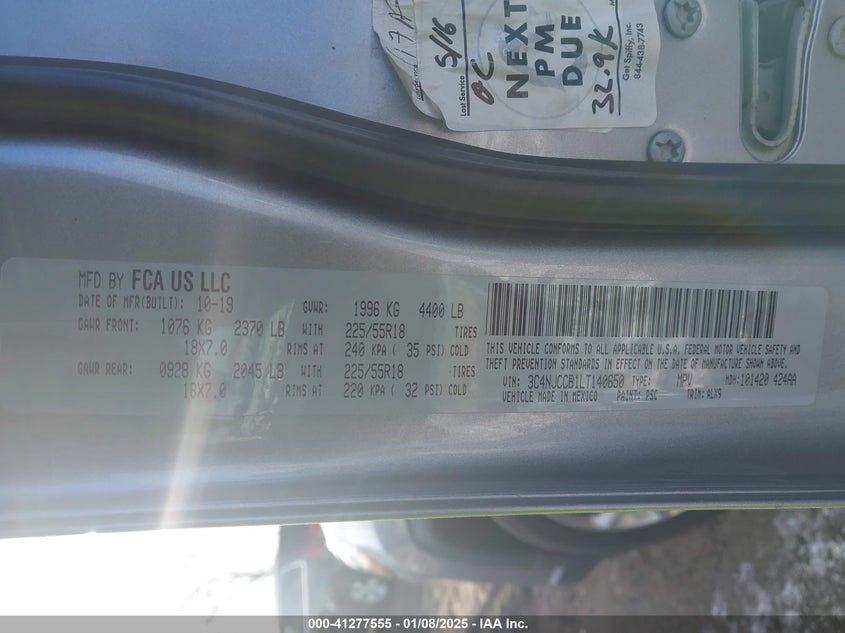 Last Service
5/16
QC
NEXT
PM
DUE
32.9K
Get Spiffy, Inc.
844-438-7743
MFD BY FCA US LLC
DATE OF MFR(BUILT): 10-19 GVWR: 1996 KG 4400 LB
GAWR FRONT: 1076 KG 2370 LB WITH 225/55R18 TIRES
18X7.0 RIMS AT 240 KPA ( 35 PSI) COLD
GAWR REAR: 0928 KG 2045 LB WITH 225/55R18 TIRES
18X7.0 RIMS AT 220 KPA ( 32 PSI) COLD
THIS VEHICLE CONFORMS TO ALL APPLICABLE U.S.A. FEDERAL MOTOR VEHICLE SAFETY AND
THEFT PREVENTION STANDARDS IN EFFECT ON THE DATE OF MANUFACTURE SHOWN ABOVE.
VIN: 3C4NJCCB1LT140650 TYPE: MPV MDH: 101420 424AA
VEHICLE MADE IN MEXICO PAINT: PSC TRIM: ALX9
000-41277555 - 01/08/2025 - IAA Inc.